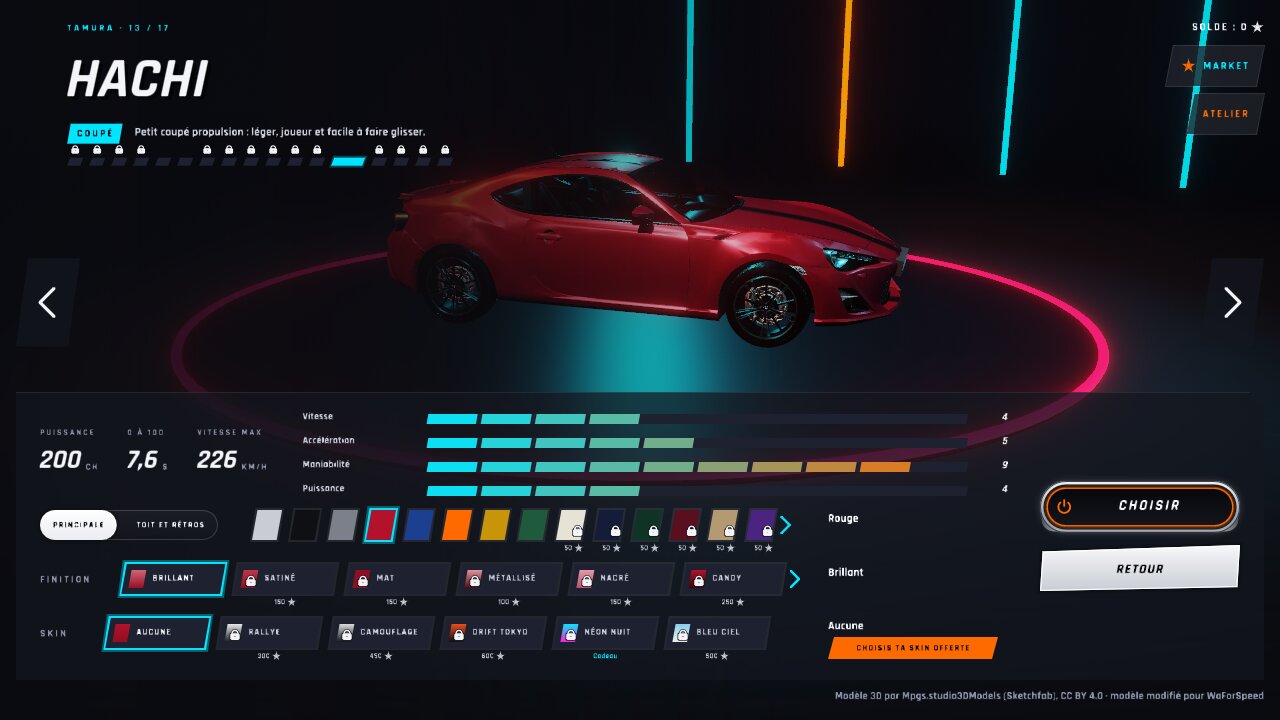 TAMURA · 13 / 17
HACHI
COUPÉ
Petit coupé propulsion : léger, joueur et facile à faire glisser.
SOLDE : 0 ★
★ MARKET
ATELIER
PUISSANCE
200 CH
0 À 100
7,6 S
VITESSE MAX
226 KM/H
Vitesse 4
Accélération 5
Maniabilité 9
Puissance 4
PRINCIPALE
TOIT ET RÉTROS
50 ★ 50 ★ 50 ★ 50 ★ 50 ★ 50 ★
Rouge
FINITION
BRILLANT
SATINÉ
MAT
MÉTALLISÉ
NACRÉ
CANDY
150 ★ 150 ★ 100 ★ 150 ★ 250 ★
Brillant
SKIN
AUCUNE
RALLYE
CAMOUFLAGE
DRIFT TOKYO
NÉON NUIT
BLEU CIEL
300 ★ 450 ★ 600 ★ Cadeau 500 ★
Aucune
CHOISIS TA SKIN OFFERTE
CHOISIR
RETOUR
Modèle 3D par Mpgs.studio3DModels (Sketchfab), CC BY 4.0 · modèle modifié pour WaForSpeed